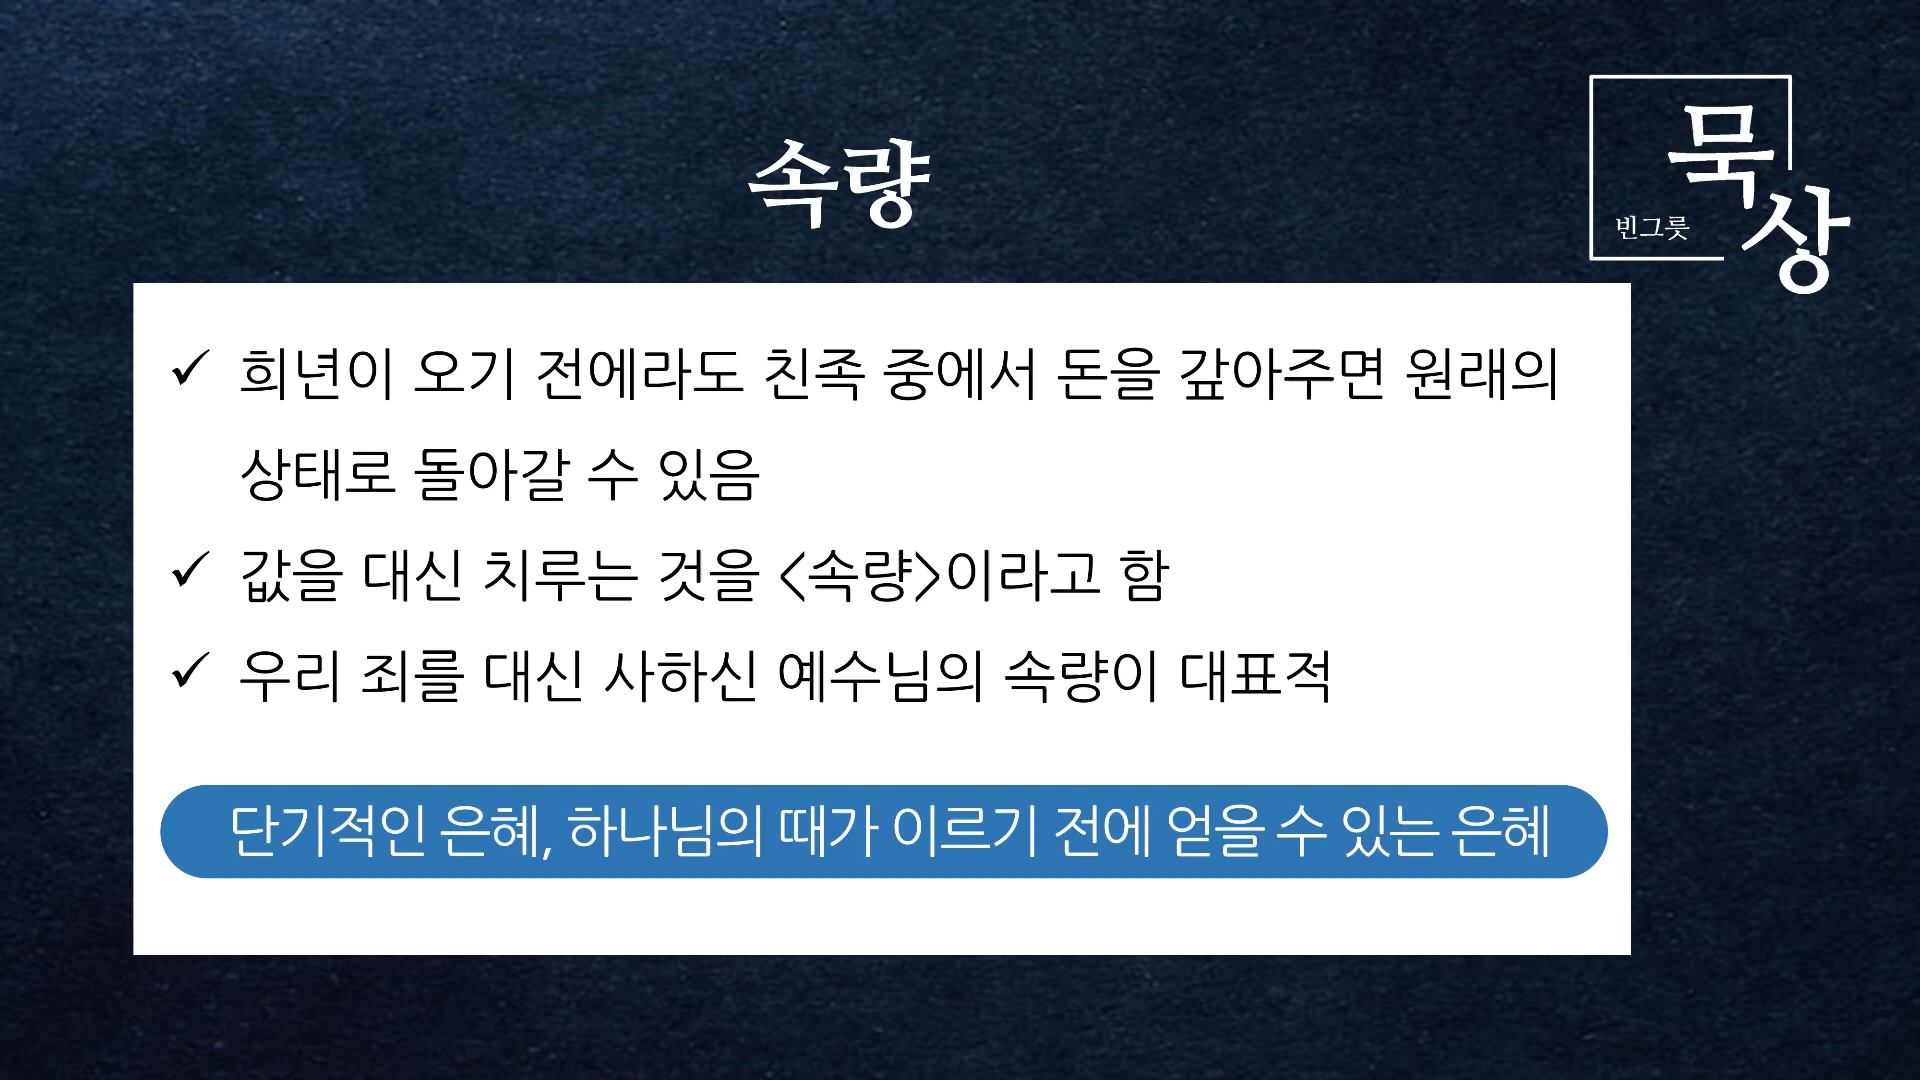 속량
묵상
빈그릇
✓ 희년이 오기 전에라도 친족 중에서 돈을 갚아주면 원래의
상태로 돌아갈 수 있음
✓ 값을 대신 치루는 것을 <속량>이라고 함
✓ 우리 죄를 대신 사하신 예수님의 속량이 대표적
단기적인 은혜, 하나님의 때가 이르기 전에 얻을 수 있는 은혜